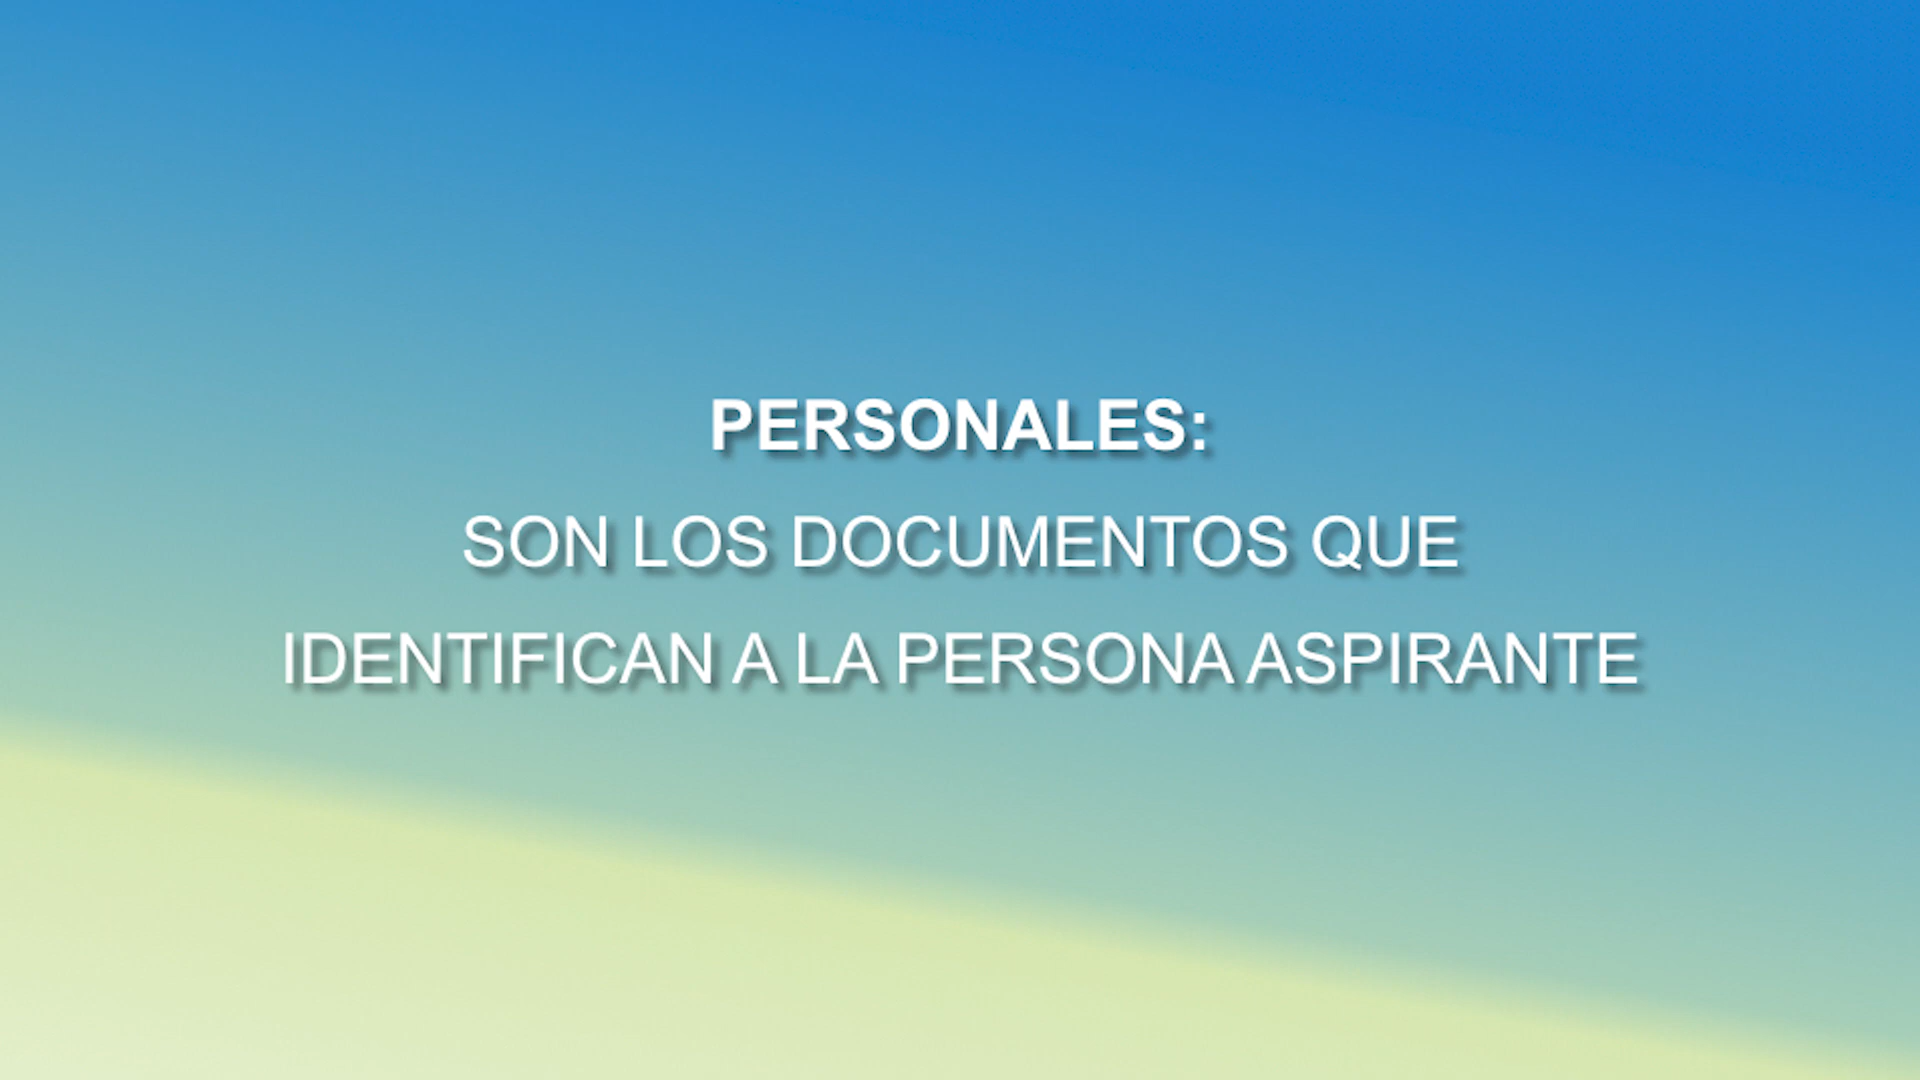 PERSONALES:
SON LOS DOCUMENTOS QUE
IDENTIFICAN A LA PERSONA ASPIRANTE